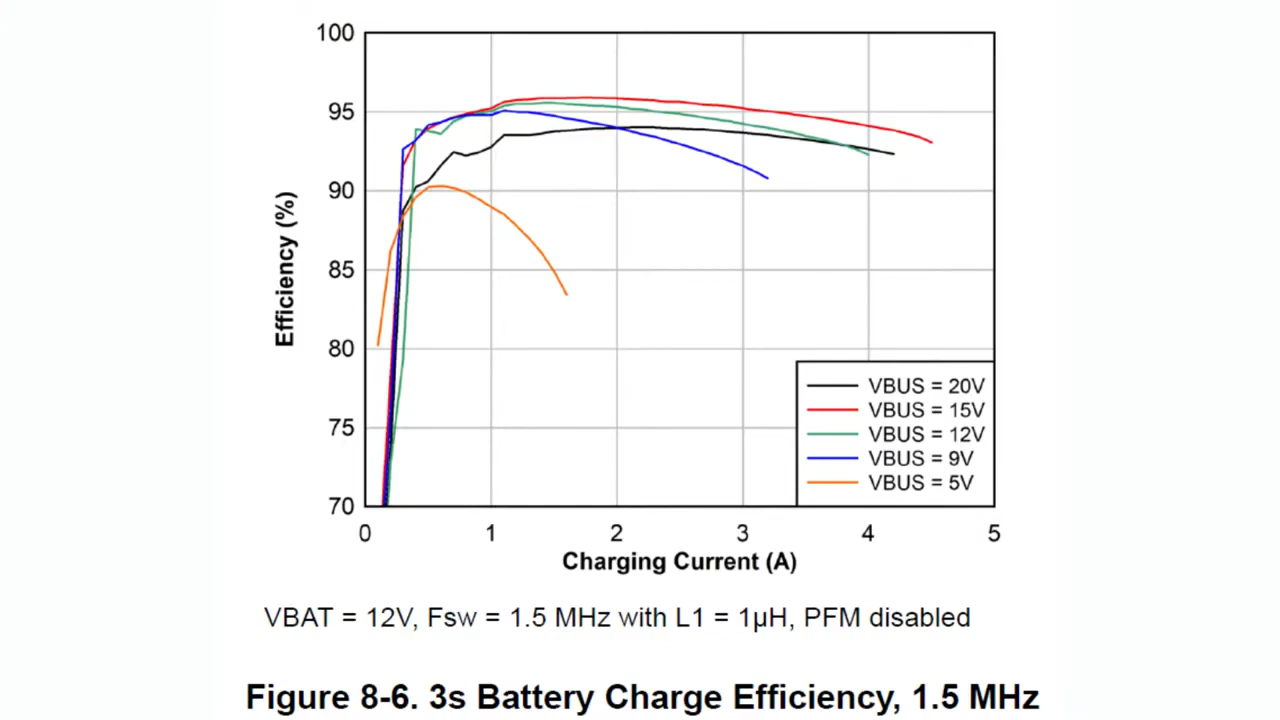 100
95
90
85
80
75
70
Efficiency (%)
0 1 2 3 4 5
Charging Current (A)
VBUS = 20V
VBUS = 15V
VBUS = 12V
VBUS = 9V
VBUS = 5V
VBAT = 12V, Fsw = 1.5 MHz with L1 = 1µH, PFM disabled
Figure 8-6. 3s Battery Charge Efficiency, 1.5 MHz